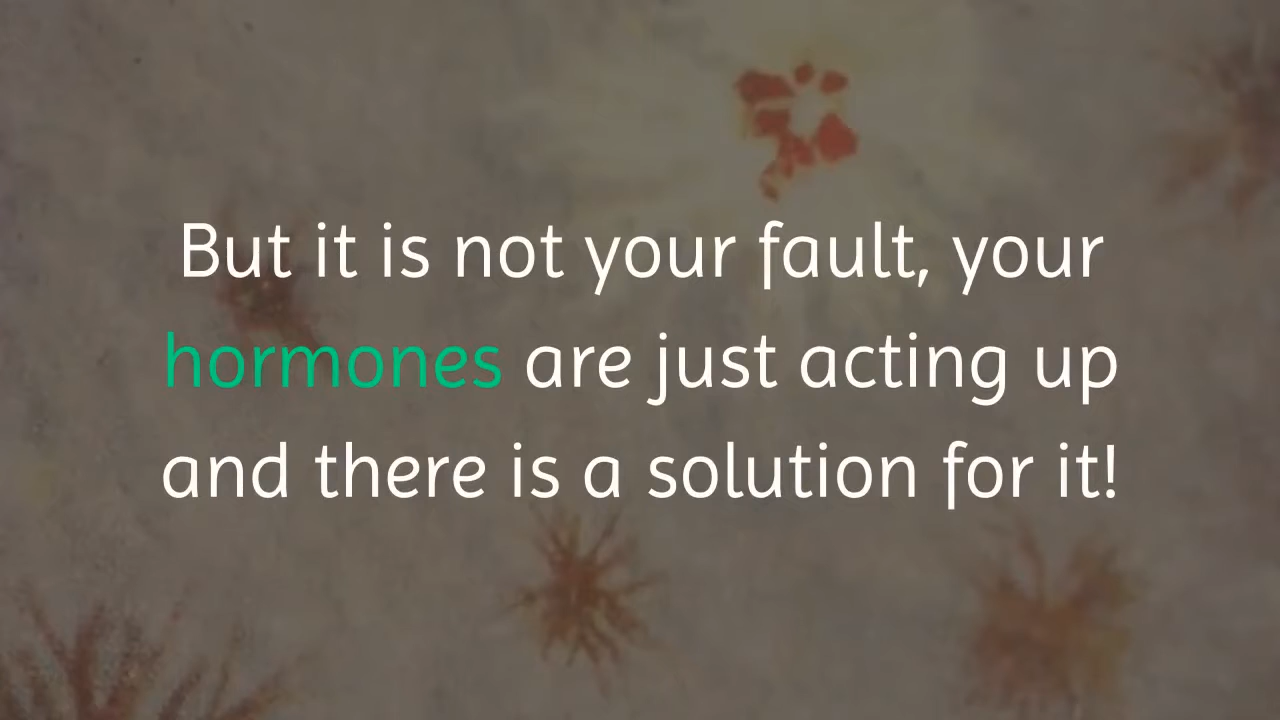 But it is not your fault, your
hormones are just acting up
and there is a solution for it!